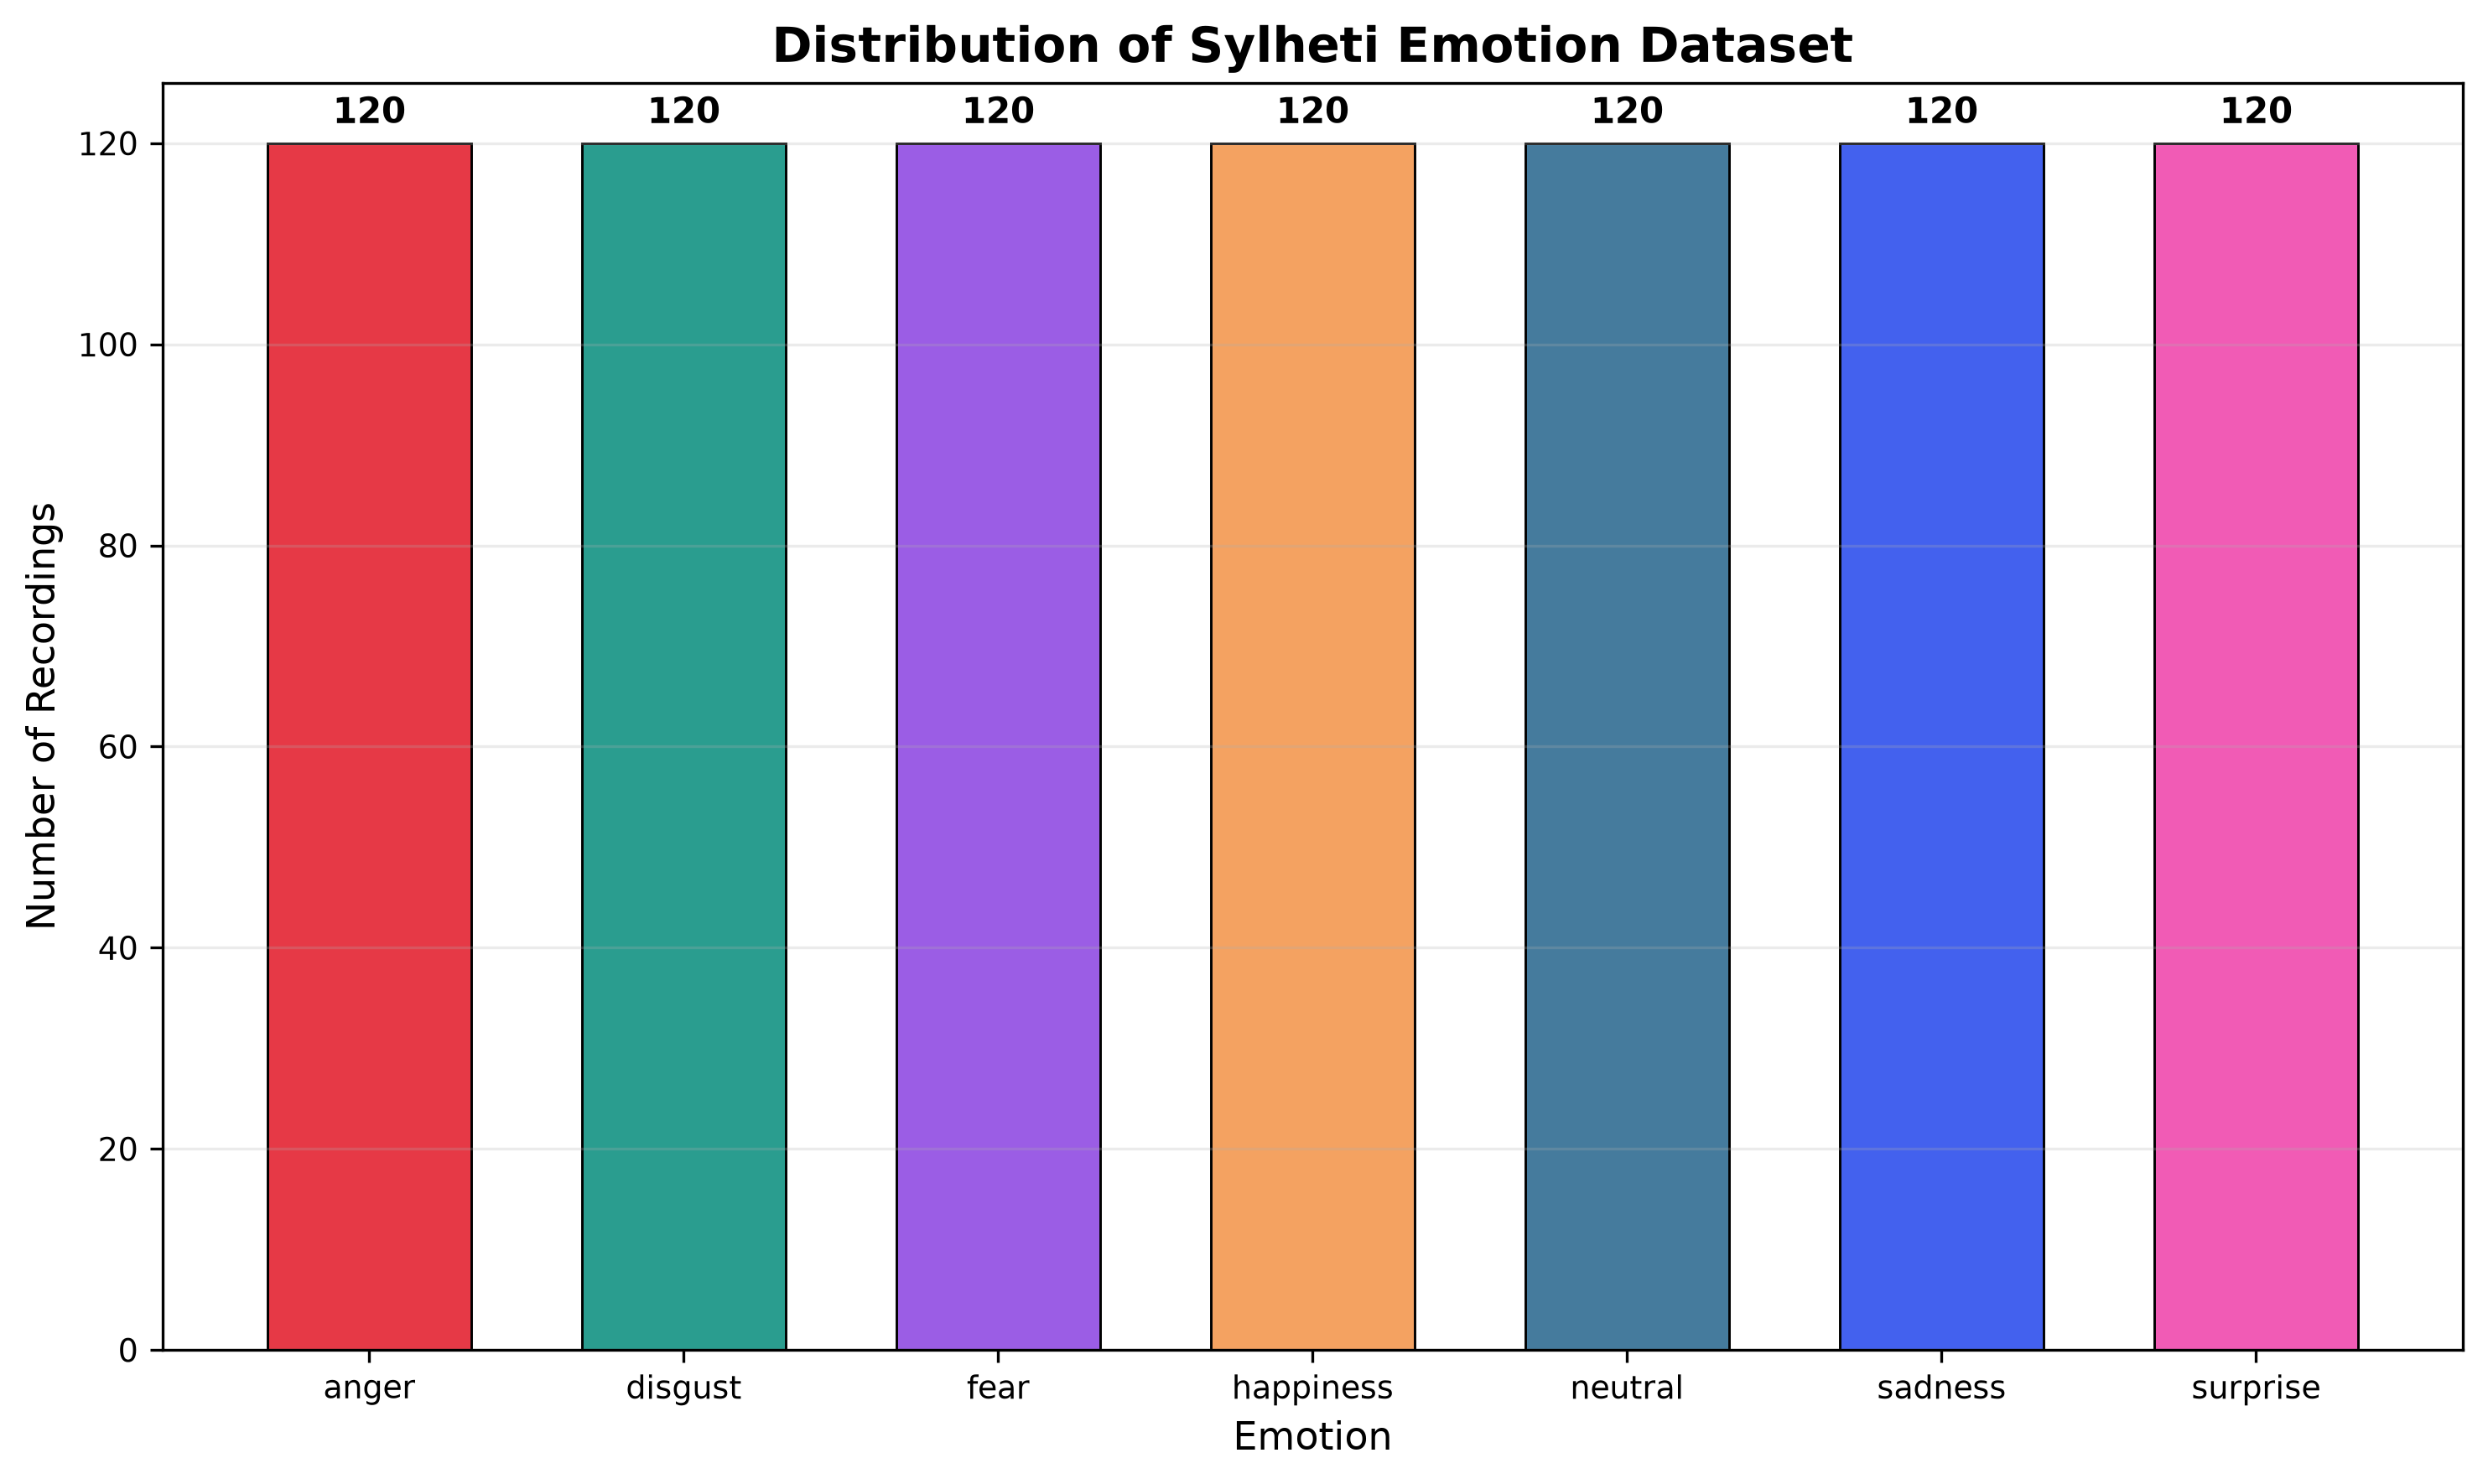 Distribution of Sylheti Emotion Dataset
120 120 120 120 120 120 120
120
100
80
60
40
20
0
Number of Recordings
anger disgust fear happiness neutral sadness surprise
Emotion